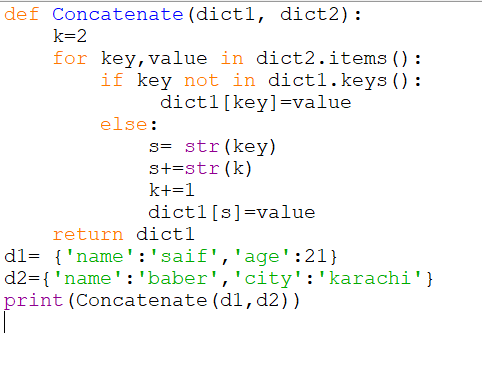 def Concatenate(dict1, dict2):
    k=2
    for key,value in dict2.items():
        if key not in dict1.keys():
             dict1[key]=value
        else:
            s= str(key)
            s+=str(k)
            k+=1
            dict1[s]=value
    return dict1
d1= {'name':'saif','age':21}
d2={'name':'baber','city':'karachi'}
print(Concatenate(d1,d2))